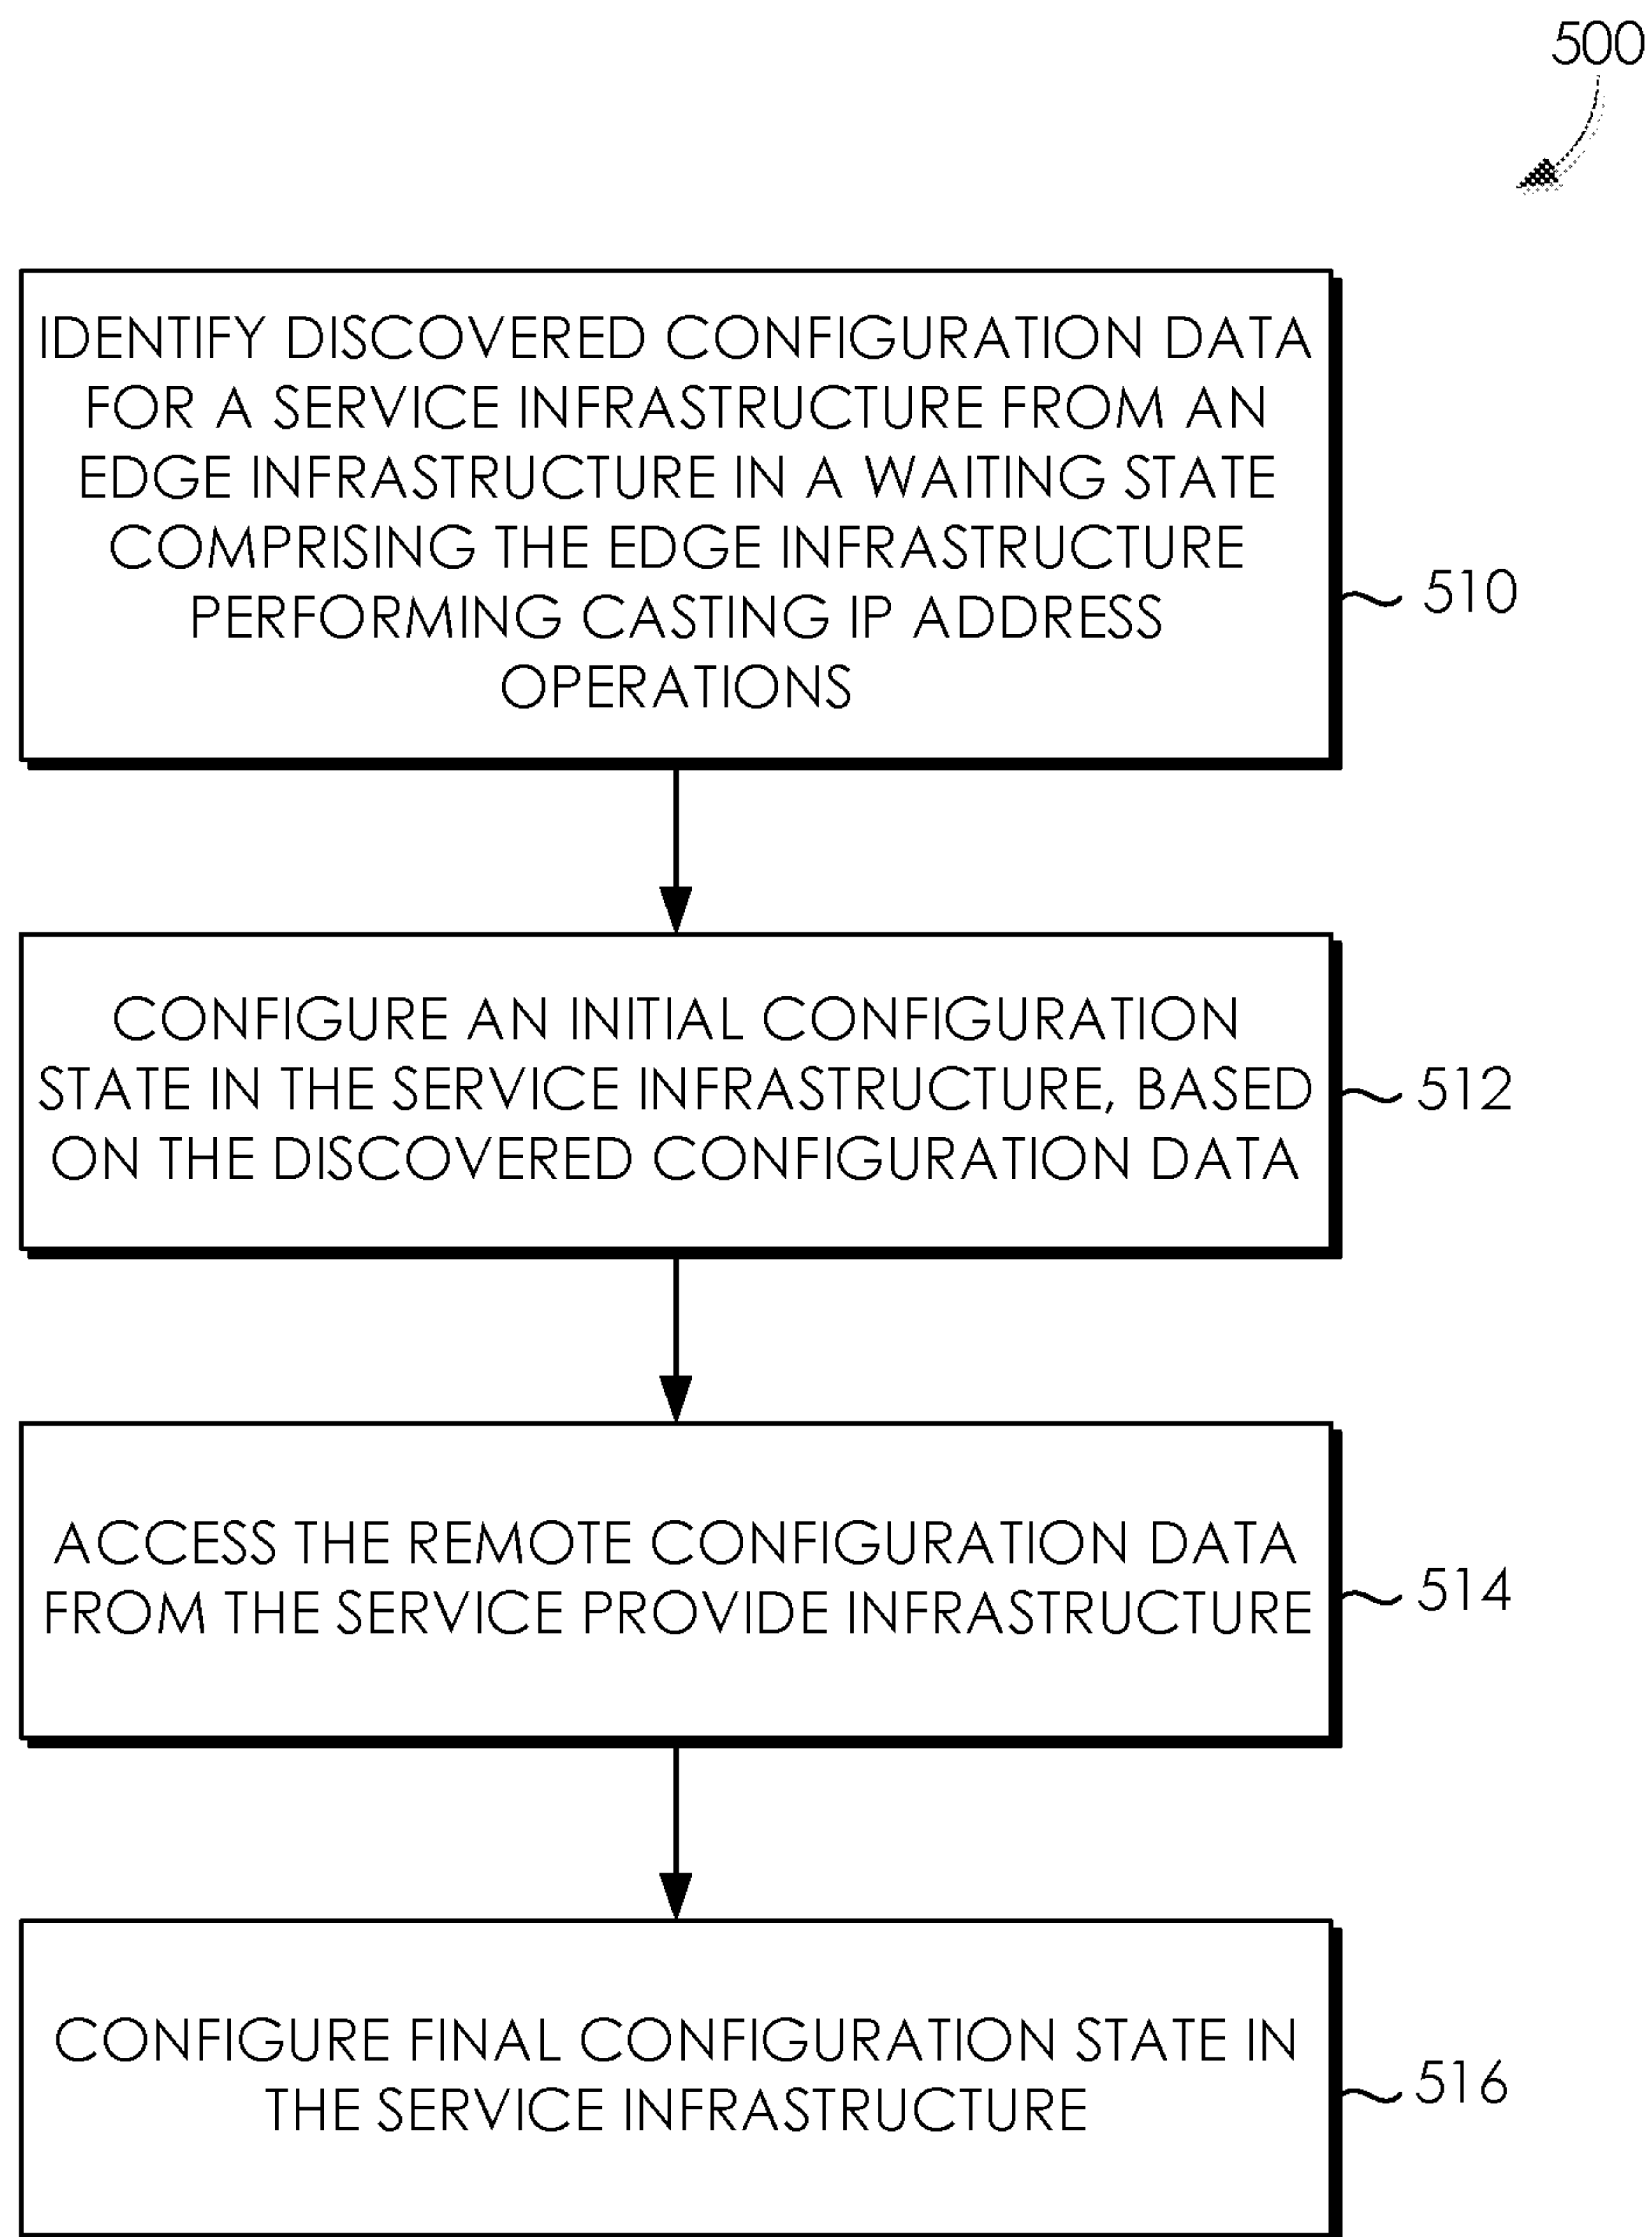 500
IDENTIFY DISCOVERED CONFIGURATION DATA
FOR A SERVICE INFRASTRUCTURE FROM AN
EDGE INFRASTRUCTURE IN A WAITING STATE
COMPRISING THE EDGE INFRASTRUCTURE
PERFORMING CASTING IP ADDRESS
OPERATIONS
510
CONFIGURE AN INITIAL CONFIGURATION
STATE IN THE SERVICE INFRASTRUCTURE, BASED
ON THE DISCOVERED CONFIGURATION DATA
512
ACCESS THE REMOTE CONFIGURATION DATA
FROM THE SERVICE PROVIDE INFRASTRUCTURE
514
CONFIGURE FINAL CONFIGURATION STATE IN
THE SERVICE INFRASTRUCTURE
516